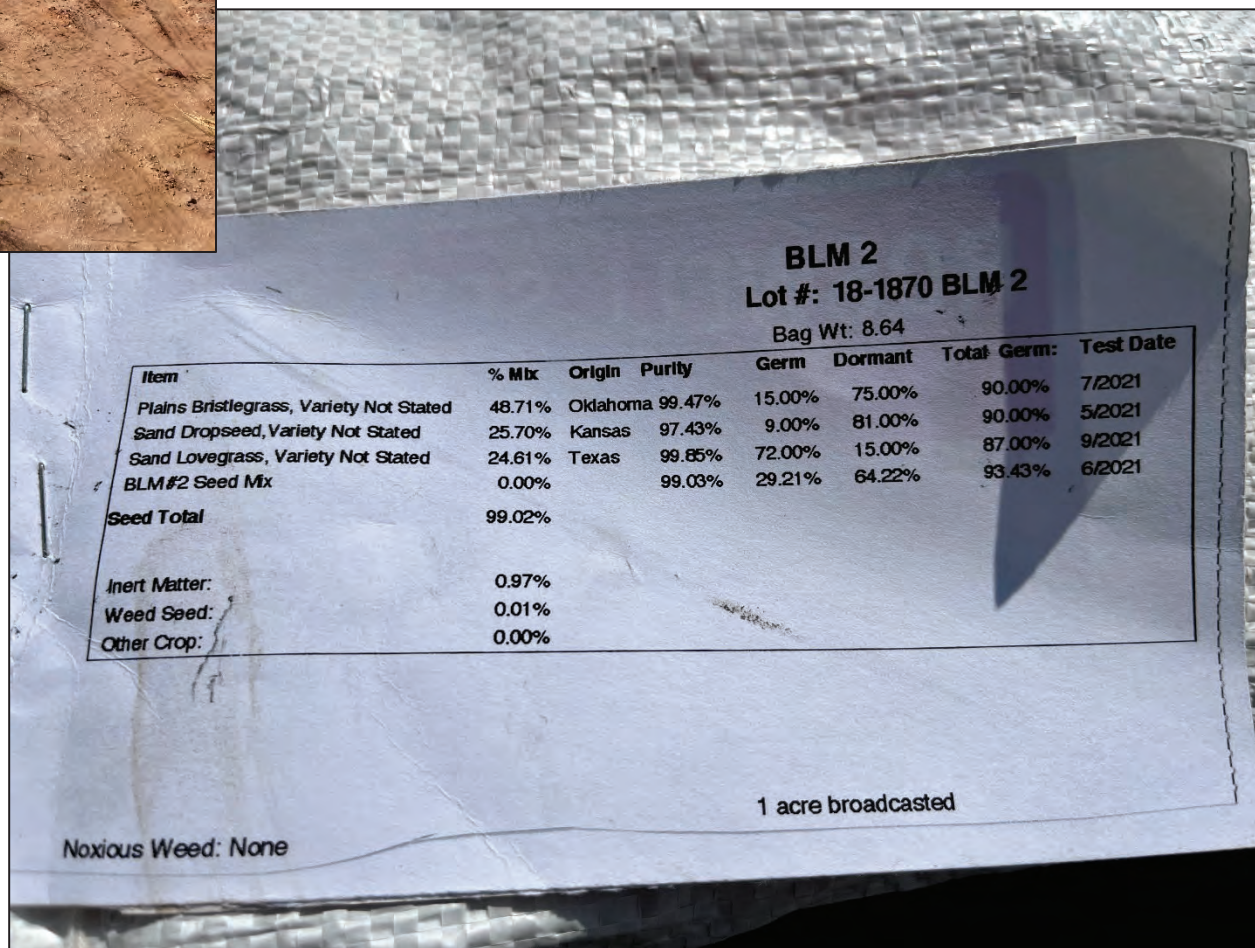 BLM 2
Lot #: 18-1870 BLM 2
Bag Wt: 8.64
Item % Mix Origin Purity Germ Dormant Total Germ: Test Date
Plains Bristlegrass, Variety Not Stated 48.71% Oklahoma 99.47% 15.00% 75.00% 90.00% 7/2021
Sand Dropseed, Variety Not Stated 25.70% Kansas 97.43% 9.00% 81.00% 90.00% 5/2021
Sand Lovegrass, Variety Not Stated 24.61% Texas 99.85% 72.00% 15.00% 87.00% 9/2021
BLM #2 Seed Mix 0.00% 99.03% 29.21% 64.22% 93.43% 6/2021
Seed Total 99.02%
Inert Matter: 0.97%
Weed Seed: 0.01%
Other Crop: 0.00%
1 acre broadcasted
Noxious Weed: None